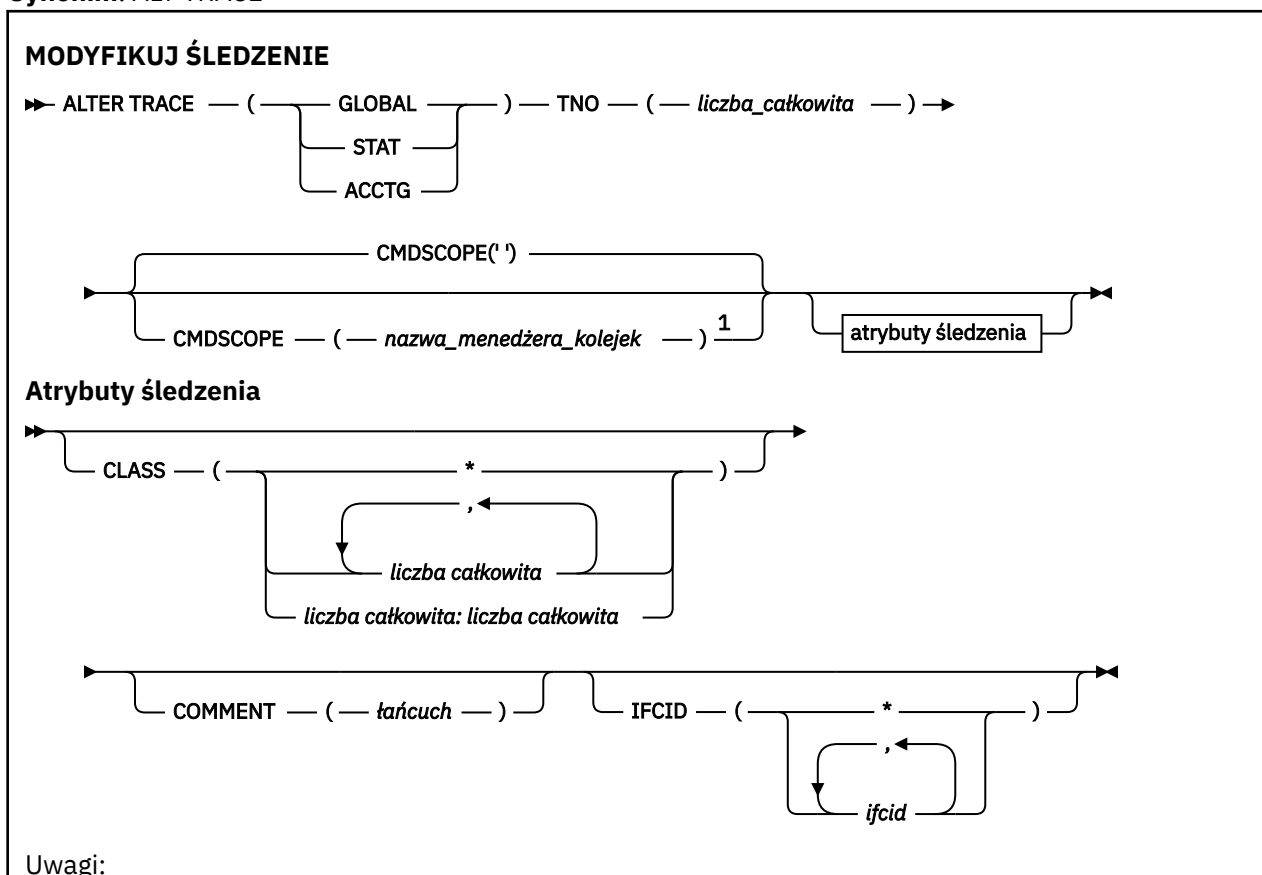 MODYFIKUJ ŚLEDZENIE
ALTER TRACE ( GLOBAL ) TNO ( liczba_całkowita )
STAT
ACCTG
CMDSCOPE(' ')
CMDSCOPE ( nazwa_menedżera_kolejek ) 1
atrybuty śledzenia
Atrybuty śledzenia
CLASS ( * )
,
liczba całkowita
liczba całkowita: liczba całkowita
COMMENT ( łańcuch ) IFCID ( * )
,
ifcid
Uwagi: